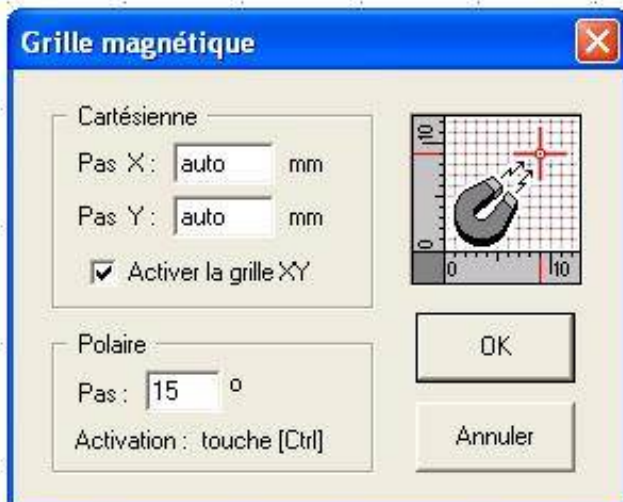 Grille magnétique
Cartésienne
Pas X : auto mm
Pas Y : auto mm
Activer la grille XY
Polaire
Pas : 15 °
Activation : touche [Ctrl]
10
0
0 10
OK
Annuler